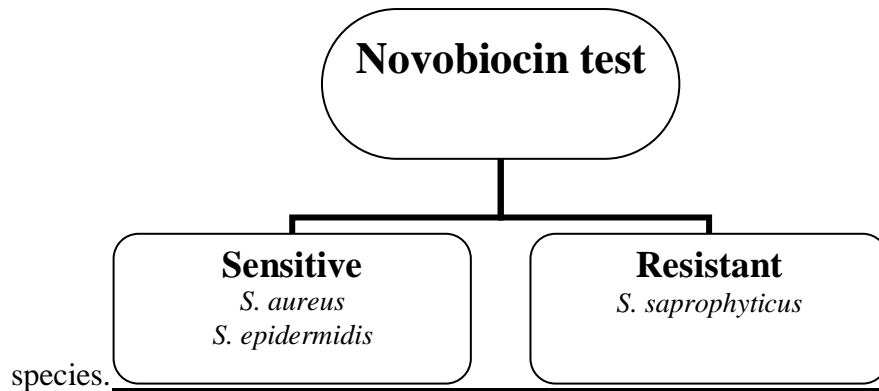 Novobiocin test
Sensitive
S. aureus
S. epidermidis
Resistant
S. saprophyticus
species.